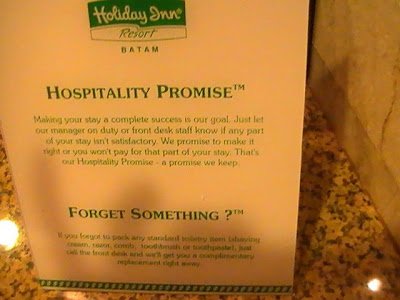 Holiday Inn®
Resort
BATAM
HOSPITALITY PROMISE™
Making your stay a complete success is our goal. Just let
our manager on duty or front desk staff know if any part
of your stay isn't satisfactory. We promise to make it
right or you won't pay for that part of your stay. That's
our Hospitality Promise - a promise we keep.
FORGET SOMETHING ?™
If you forgot to pack any standard toiletry item (shaving
cream, razor, comb, toothbrush or toothpaste), just
call the front desk and we'll get you a complimentary
replacement right away.